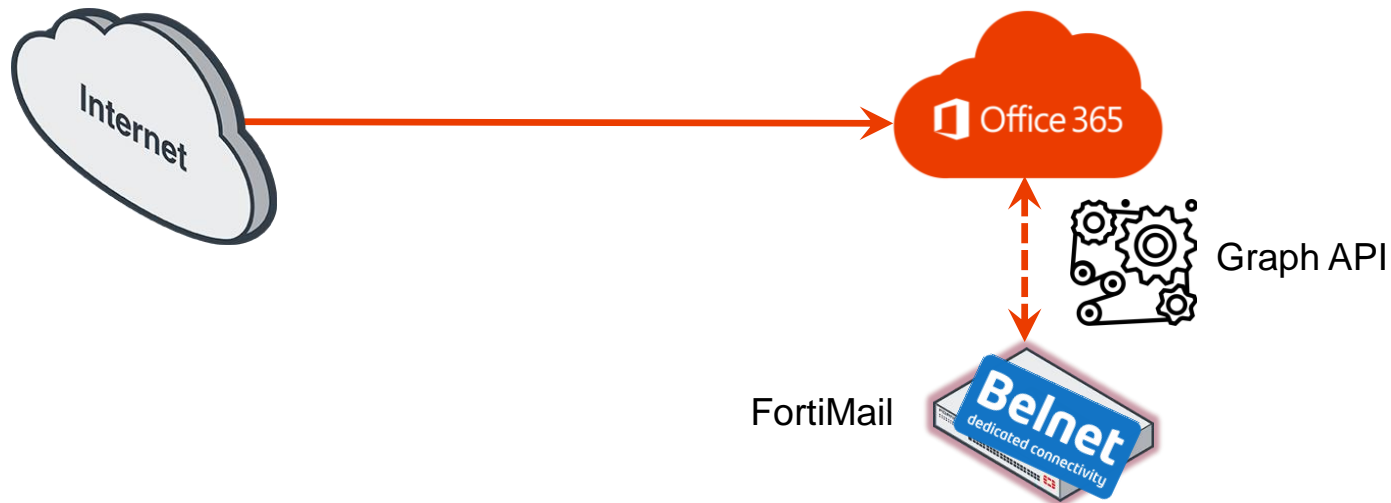 Internet
Office 365
Graph API
FortiMail
Belnet
dedicated connectivity